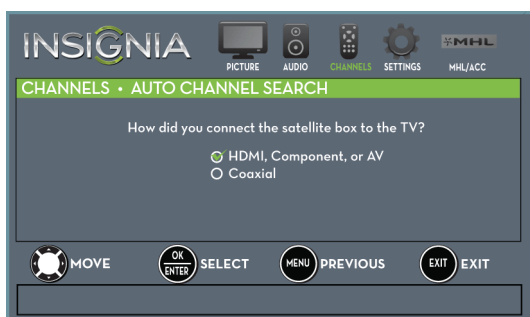 INSIGNIA
PICTURE AUDIO CHANNELS SETTINGS MHL MHL/ACC
CHANNELS • AUTO CHANNEL SEARCH
How did you connect the satellite box to the TV?
HDMI, Component, or AV
Coaxial
MOVE OK ENTER SELECT MENU PREVIOUS EXIT EXIT